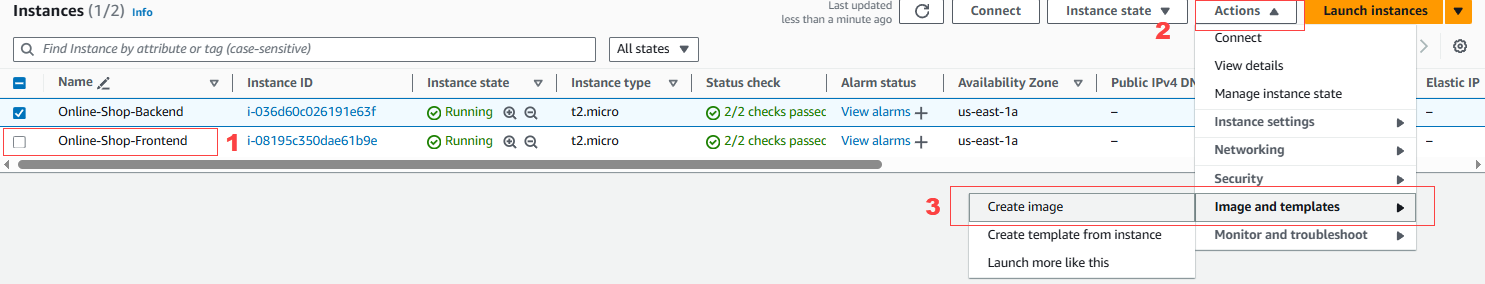 Instances (1/2) Info
Last updated
less than a minute ago
Connect
Instance state
2
Actions
Launch instances
Find Instance by attribute or tag (case-sensitive)
All states
Connect
View details
Manage instance state
Instance settings
Networking
Security
Image and templates
Monitor and troubleshoot
Name Instance ID Instance state Instance type Status check Alarm status Availability Zone Public IPv4 DN Elastic IP
Online-Shop-Backend i-036d60c026191e63f Running t2.micro 2/2 checks passec View alarms + us-east-1a – –
Online-Shop-Frontend 1 i-08195c350dae61b9e Running t2.micro 2/2 checks passec View alarms + us-east-1a – –
3
Create image
Create template from instance
Launch more like this